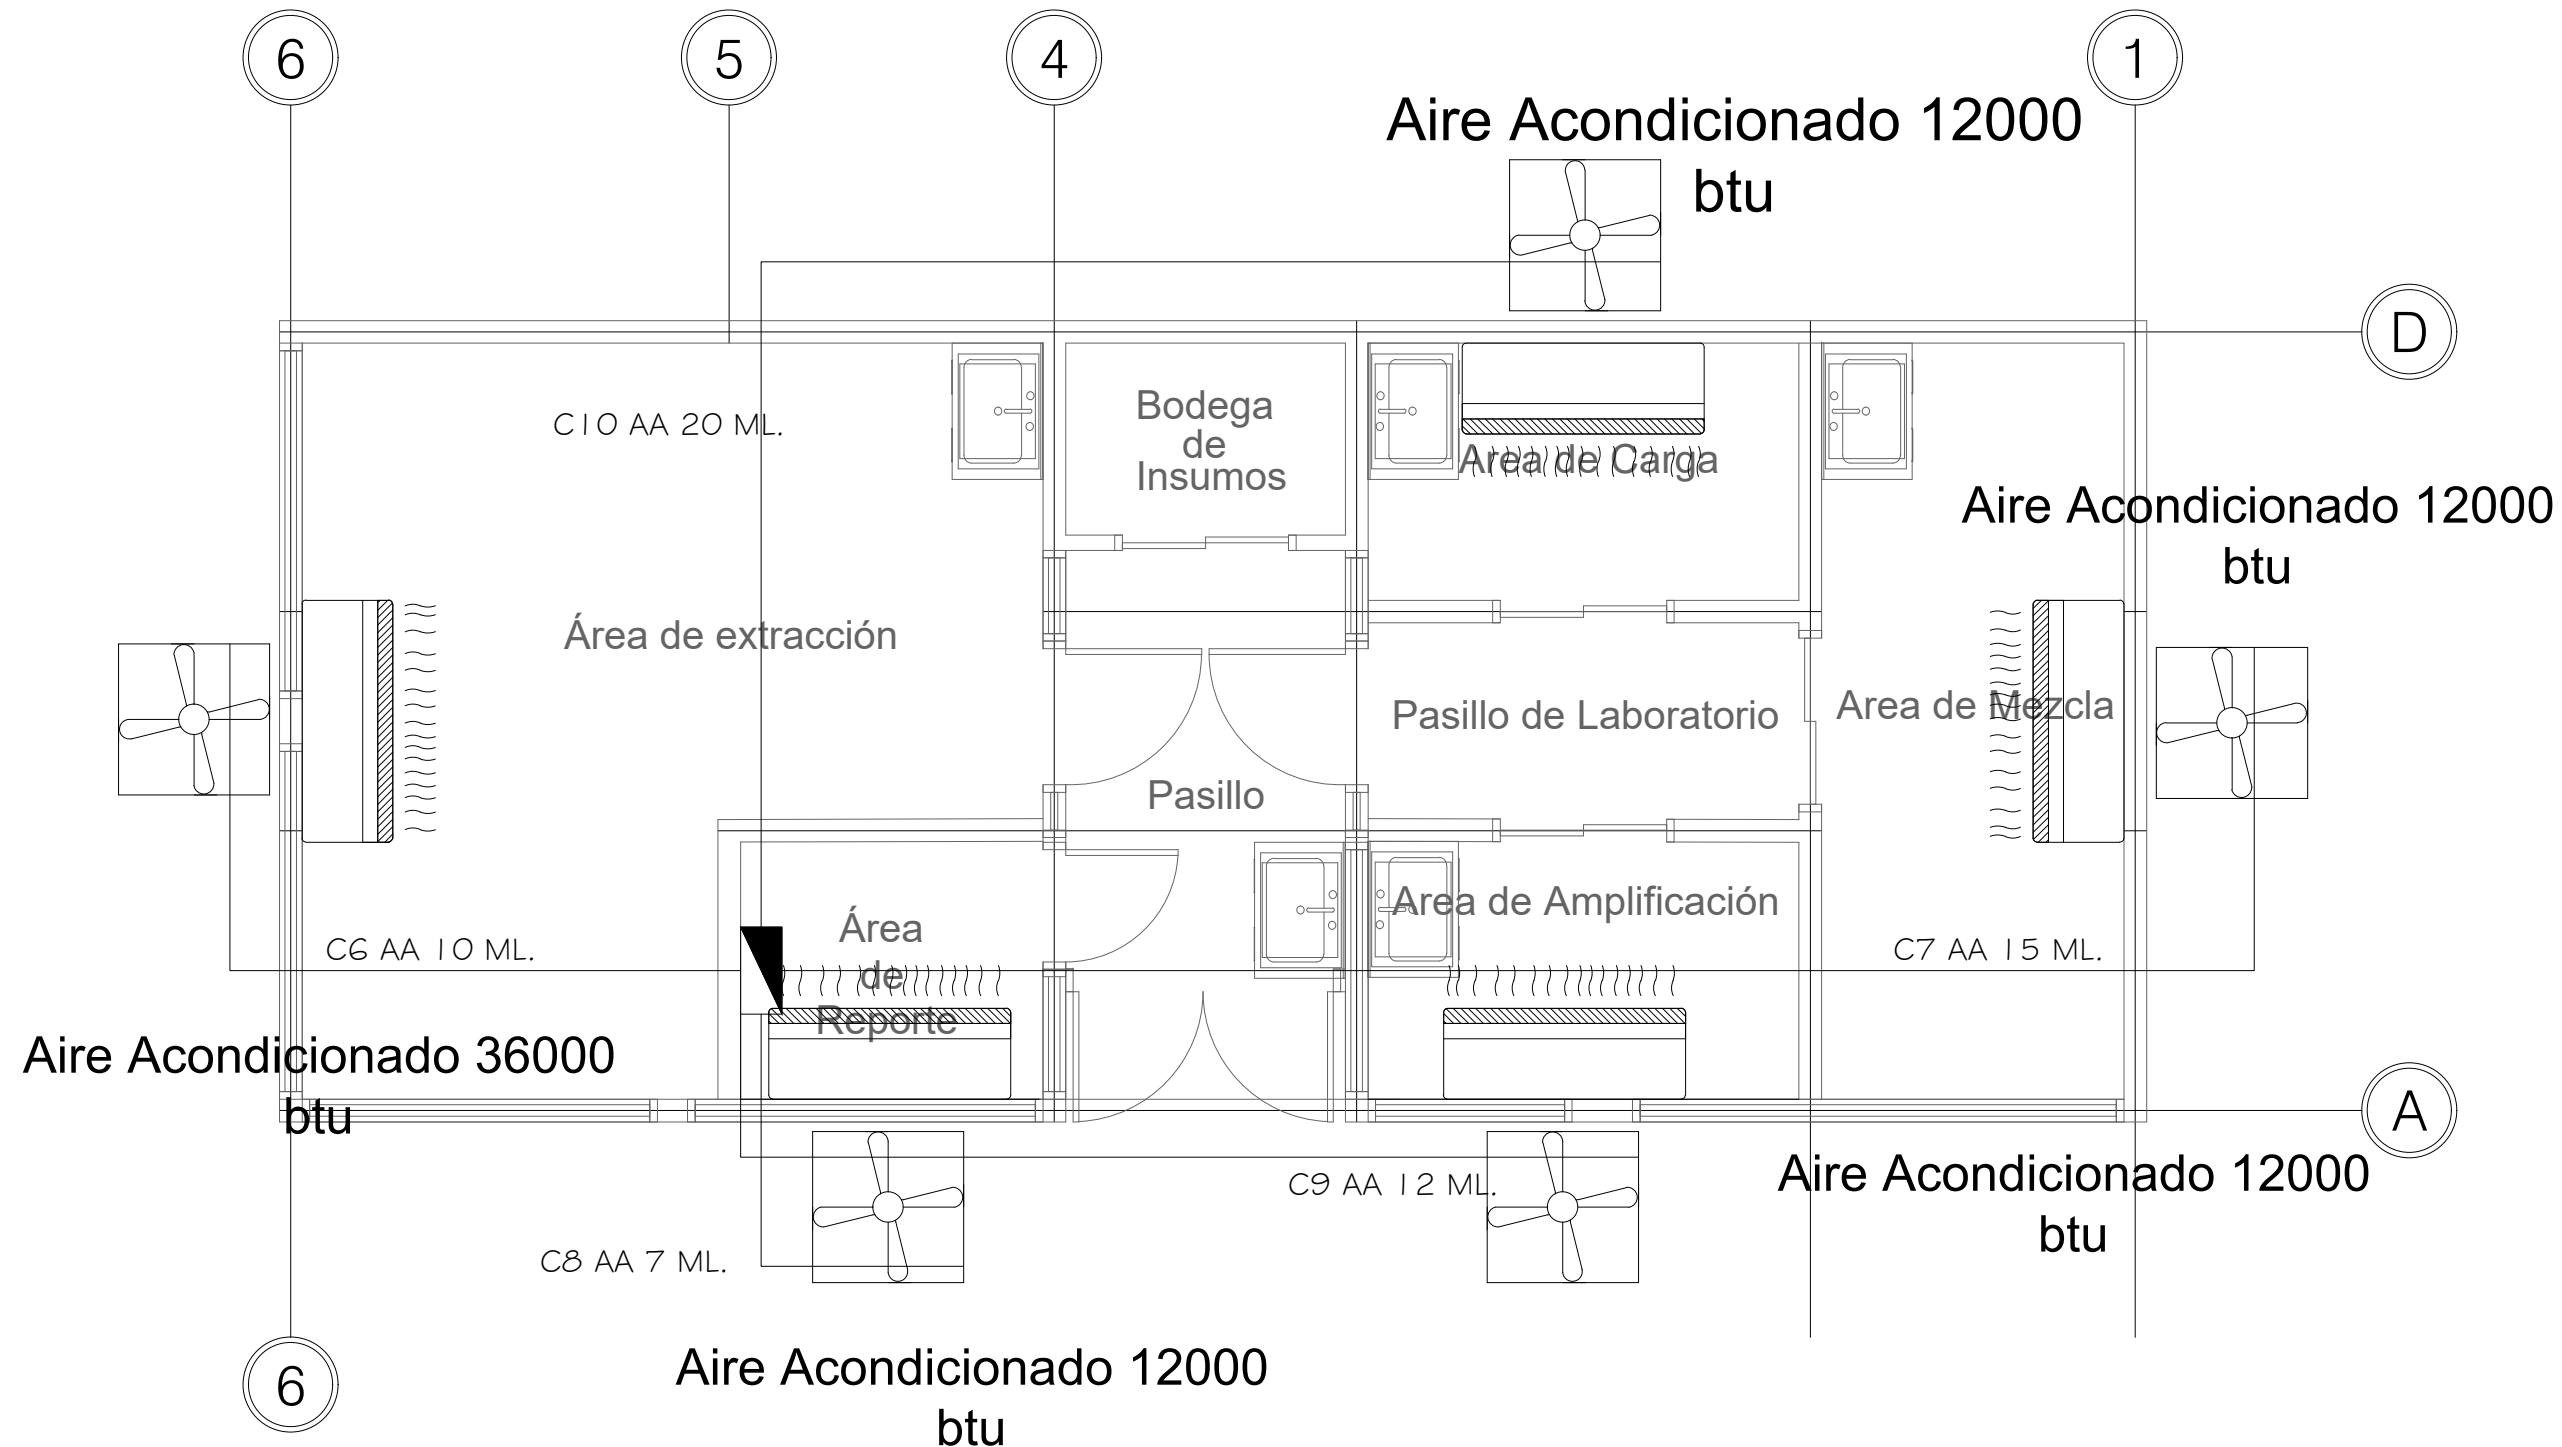 6
5
4
1
Aire Acondicionado 12000
btu
D
Bodega
de
Insumos
C10 AA 20 ML.
Area de Carga
Aire Acondicionado 12000
btu
Área de extracción
Pasillo de Laboratorio
Area de Mezcla
Pasillo
Área
de
Reporte
Area de Amplificación
C6 AA 10 ML.
C7 AA 15 ML.
Aire Acondicionado 36000
btu
A
C9 AA 12 ML.
Aire Acondicionado 12000
btu
C8 AA 7 ML.
Aire Acondicionado 12000
btu
6